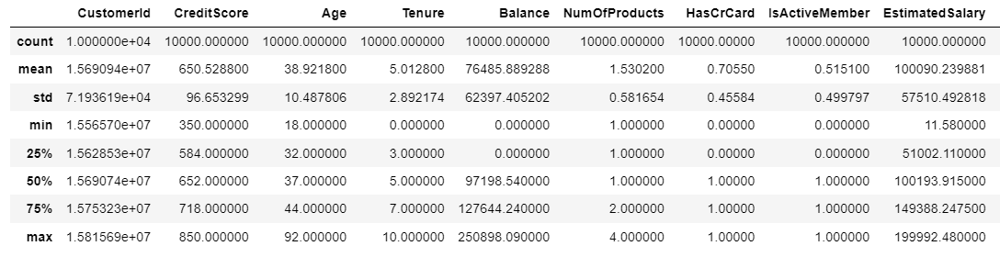 CustomerId CreditScore Age Tenure Balance NumOfProducts HasCrCard IsActiveMember EstimatedSalary
count 1.000000e+04 10000.000000 10000.000000 10000.000000 10000.000000 10000.000000 10000.00000 10000.000000 10000.000000
mean 1.569094e+07 650.528800 38.921800 5.012800 76485.889288 1.530200 0.70550 0.515100 100090.239881
std 7.193619e+04 96.653299 10.487806 2.892174 62397.405202 0.581654 0.45584 0.499797 57510.492818
min 1.556570e+07 350.000000 18.000000 0.000000 0.000000 1.000000 0.00000 0.000000 11.580000
25% 1.562853e+07 584.000000 32.000000 3.000000 0.000000 1.000000 0.00000 0.000000 51002.110000
50% 1.569074e+07 652.000000 37.000000 5.000000 97198.540000 1.000000 1.00000 1.000000 100193.915000
75% 1.575323e+07 718.000000 44.000000 7.000000 127644.240000 2.000000 1.00000 1.000000 149388.247500
max 1.581569e+07 850.000000 92.000000 10.000000 250898.090000 4.000000 1.00000 1.000000 199992.480000